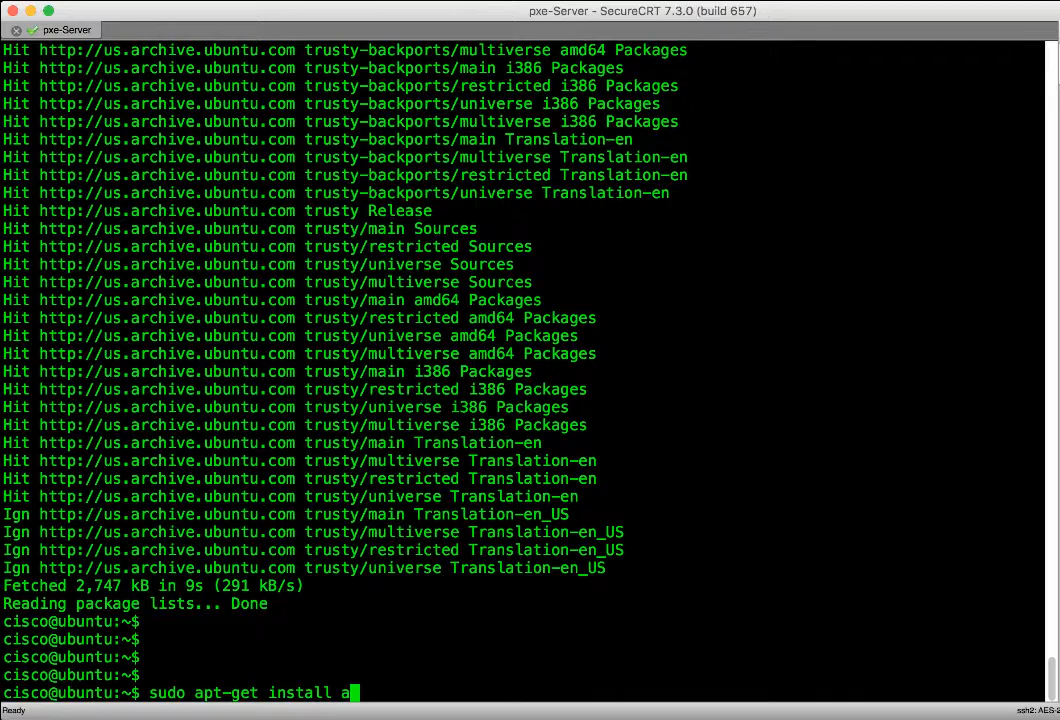 pxe-Server - SecureCRT 7.3.0 (build 657)
pxe-Server
Hit http://us.archive.ubuntu.com trusty-backports/multiverse amd64 Packages
Hit http://us.archive.ubuntu.com trusty-backports/main i386 Packages
Hit http://us.archive.ubuntu.com trusty-backports/restricted i386 Packages
Hit http://us.archive.ubuntu.com trusty-backports/universe i386 Packages
Hit http://us.archive.ubuntu.com trusty-backports/multiverse i386 Packages
Hit http://us.archive.ubuntu.com trusty-backports/main Translation-en
Hit http://us.archive.ubuntu.com trusty-backports/multiverse Translation-en
Hit http://us.archive.ubuntu.com trusty-backports/restricted Translation-en
Hit http://us.archive.ubuntu.com trusty-backports/universe Translation-en
Hit http://us.archive.ubuntu.com trusty Release
Hit http://us.archive.ubuntu.com trusty/main Sources
Hit http://us.archive.ubuntu.com trusty/restricted Sources
Hit http://us.archive.ubuntu.com trusty/universe Sources
Hit http://us.archive.ubuntu.com trusty/multiverse Sources
Hit http://us.archive.ubuntu.com trusty/main amd64 Packages
Hit http://us.archive.ubuntu.com trusty/restricted amd64 Packages
Hit http://us.archive.ubuntu.com trusty/universe amd64 Packages
Hit http://us.archive.ubuntu.com trusty/multiverse amd64 Packages
Hit http://us.archive.ubuntu.com trusty/main i386 Packages
Hit http://us.archive.ubuntu.com trusty/restricted i386 Packages
Hit http://us.archive.ubuntu.com trusty/universe i386 Packages
Hit http://us.archive.ubuntu.com trusty/multiverse i386 Packages
Hit http://us.archive.ubuntu.com trusty/main Translation-en
Hit http://us.archive.ubuntu.com trusty/multiverse Translation-en
Hit http://us.archive.ubuntu.com trusty/restricted Translation-en
Hit http://us.archive.ubuntu.com trusty/universe Translation-en
Ign http://us.archive.ubuntu.com trusty/main Translation-en_US
Ign http://us.archive.ubuntu.com trusty/multiverse Translation-en_US
Ign http://us.archive.ubuntu.com trusty/restricted Translation-en_US
Ign http://us.archive.ubuntu.com trusty/universe Translation-en_US
Fetched 2,747 kB in 9s (291 kB/s)
Reading package lists... Done
cisco@ubuntu:~$
cisco@ubuntu:~$
cisco@ubuntu:~$
cisco@ubuntu:~$
cisco@ubuntu:~$ sudo apt-get install a
Ready
ssh2: AES-2